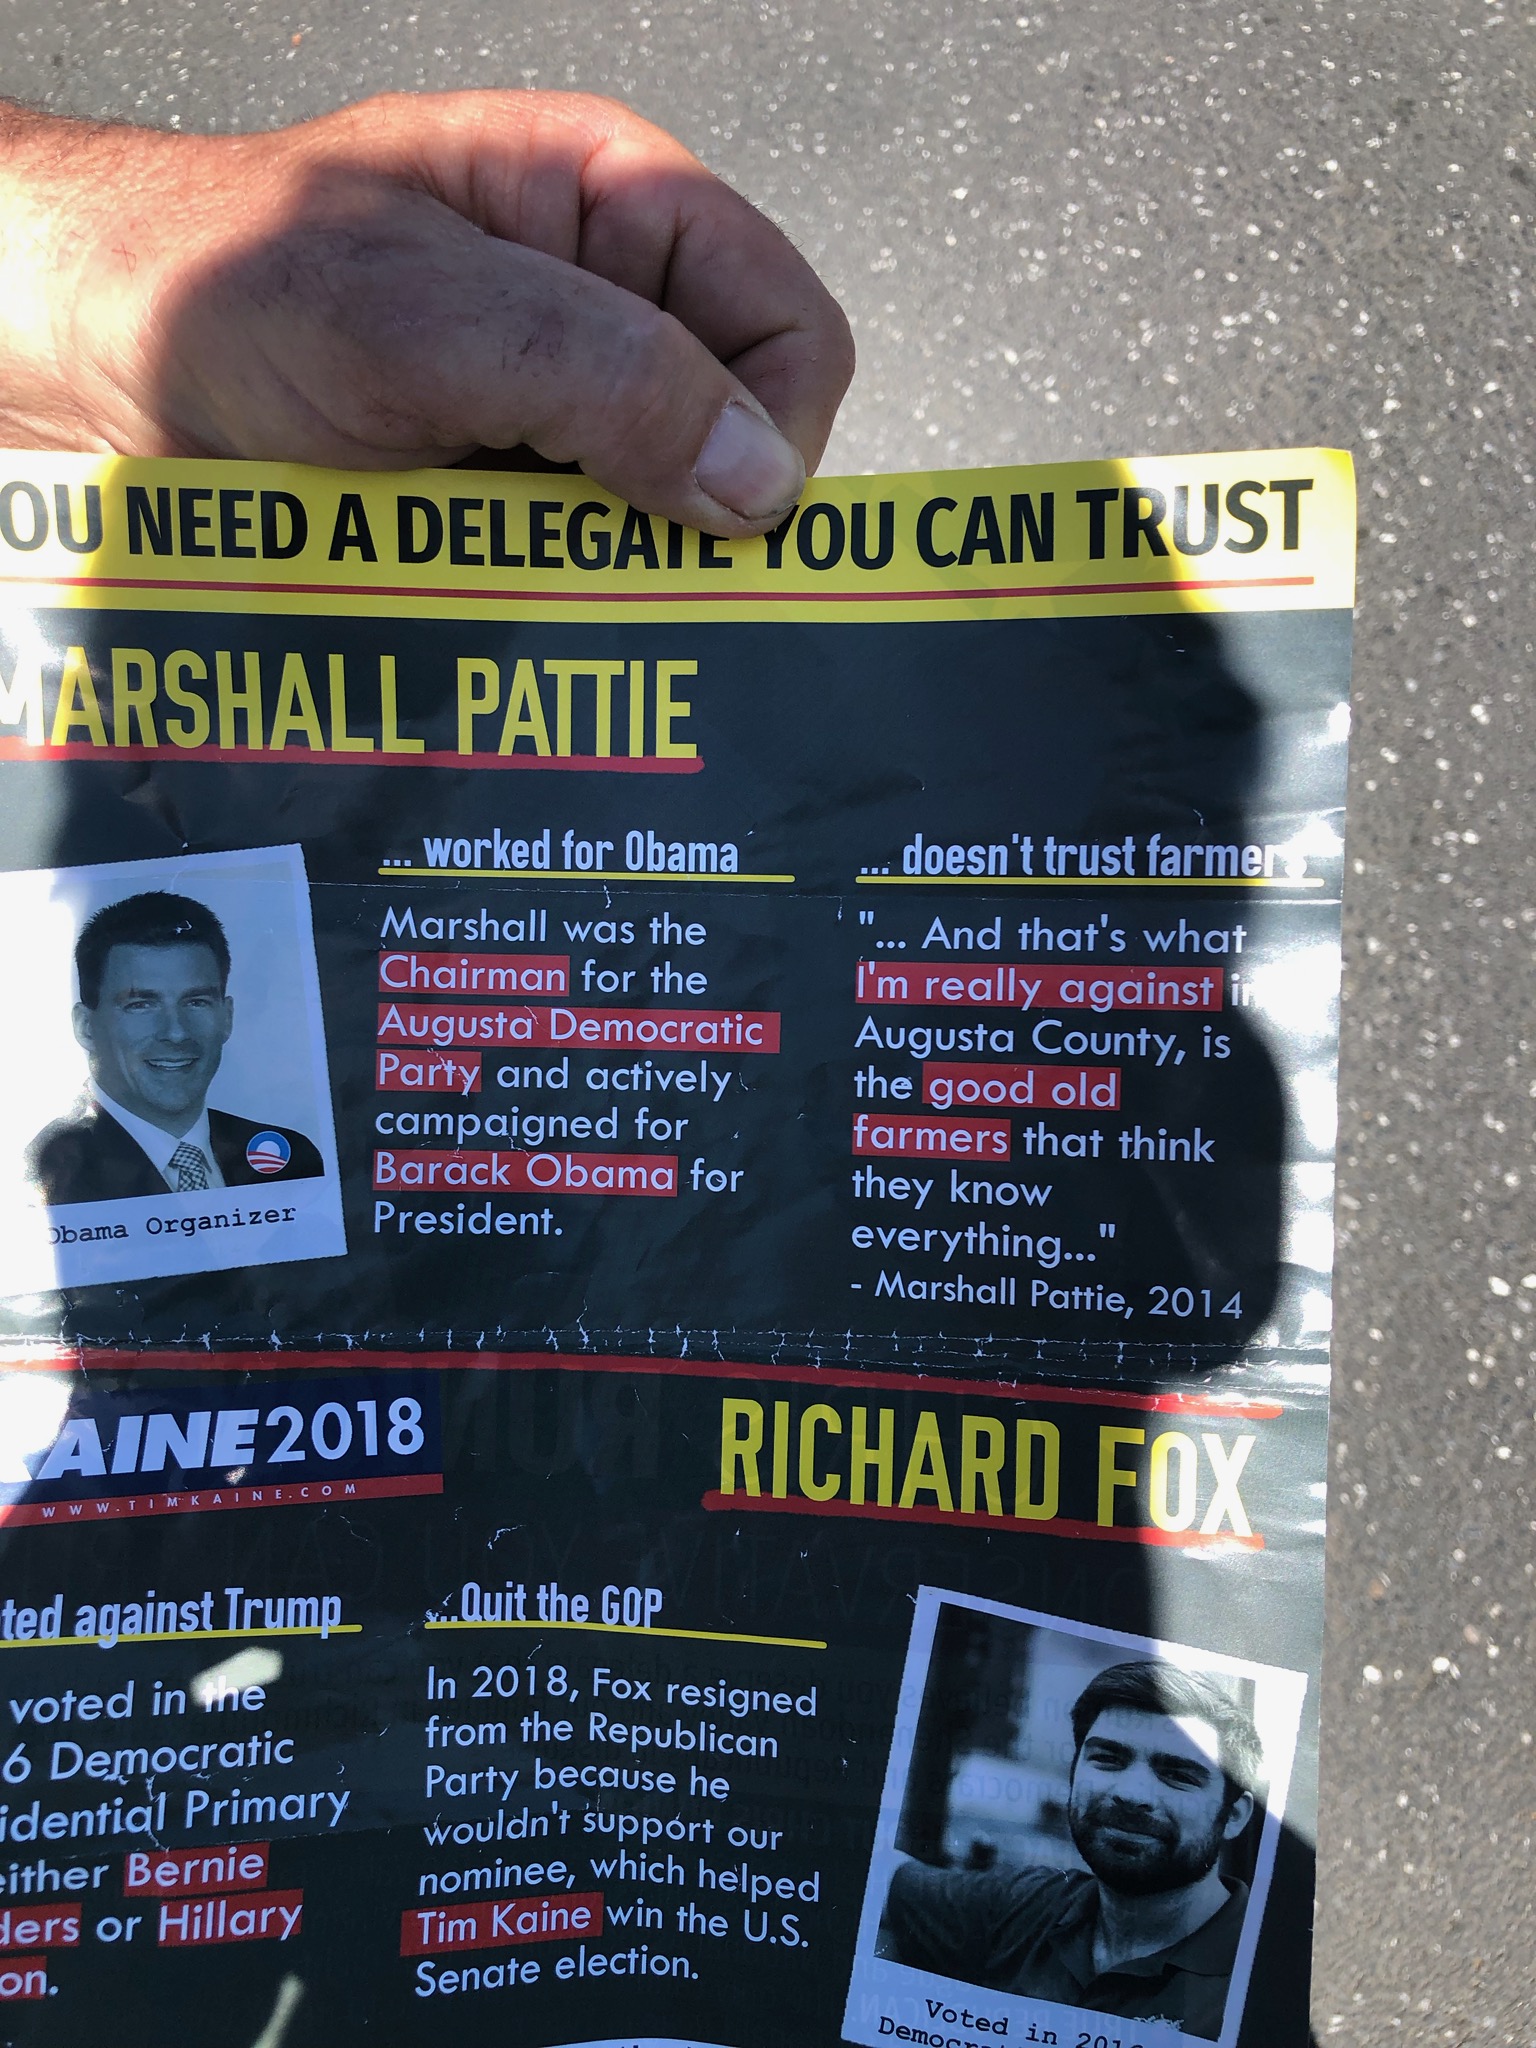 OU NEED A DELEGATE YOU CAN TRUST
MARSHALL PATTIE
... worked for Obama
Marshall was the
Chairman for the
Augusta Democratic
Party and actively
campaigned for
Barack Obama for
President.
... doesn't trust farmers
"... And that's what
I'm really against in
Augusta County, is
the good old
farmers that think
they know
everything..."
- Marshall Pattie, 2014
Obama Organizer
KAINE2018
WWW.TIMKAINE.COM
RICHARD FOX
ted against Trump
voted in the
6 Democratic
idential Primary
either Bernie
ders or Hillary
on.
...Quit the GOP
In 2018, Fox resigned
from the Republican
Party because he
wouldn't support our
nominee, which helped
Tim Kaine win the U.S.
Senate election.
Voted in 2016